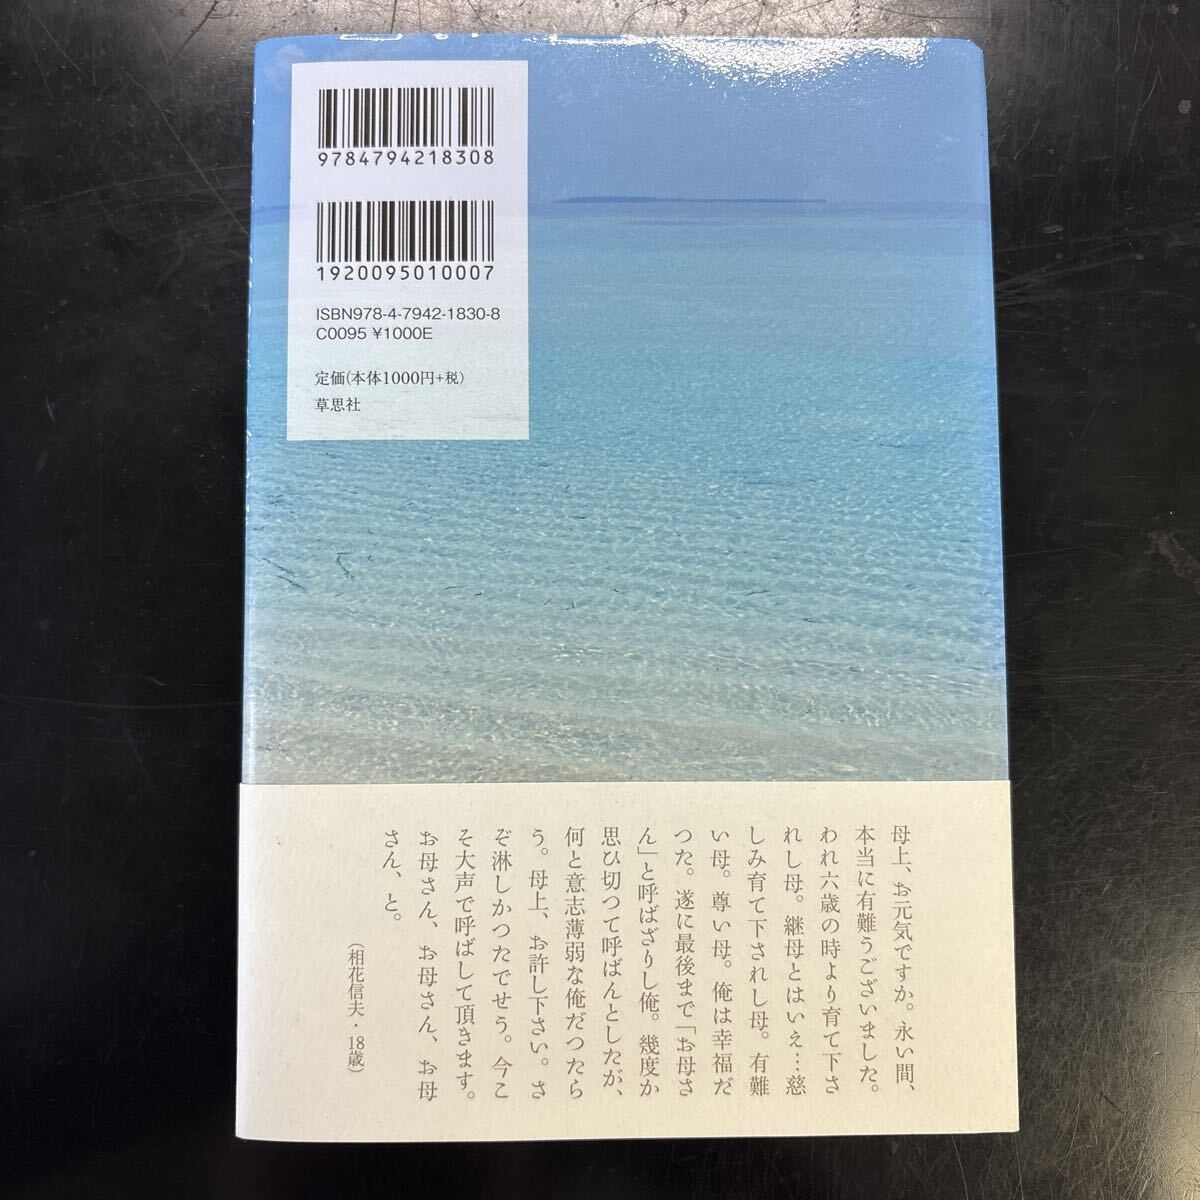 9784794218308
1920095010007
ISBN978-4-7942-1830-8
C0095 ¥1000E
定価(本体1000円+税)
草思社
母上、お元気ですか。永い間、
本当に有難うございました。
われ六歳の時より育て下さ
れし母。継母とはいえ…慈
しみ育て下されし母。有難
い母。尊い母。俺は幸福だ
つた。遂に最後まで「お母さ
ん」と呼ばざりし俺。幾度か
思ひ切つて呼ばんとしたが、
何と意志薄弱な俺だつたら
う。母上、お許し下さい。さ
ぞ淋しかつたでせう。今こ
そ大声で呼ばして頂きます。
お母さん、お母さん、お母
さん、と。
（相花信夫・18歳）